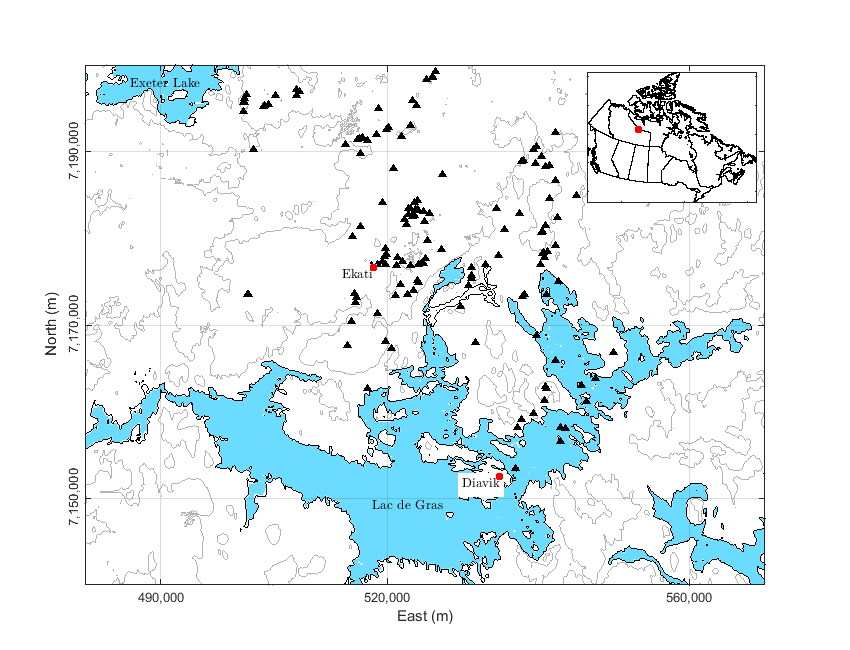 Exeter Lake
7,190,000
Ekati
North (m)
7,170,000
Diavik
Lac de Gras
7,150,000
490,000
520,000
560,000
East (m)